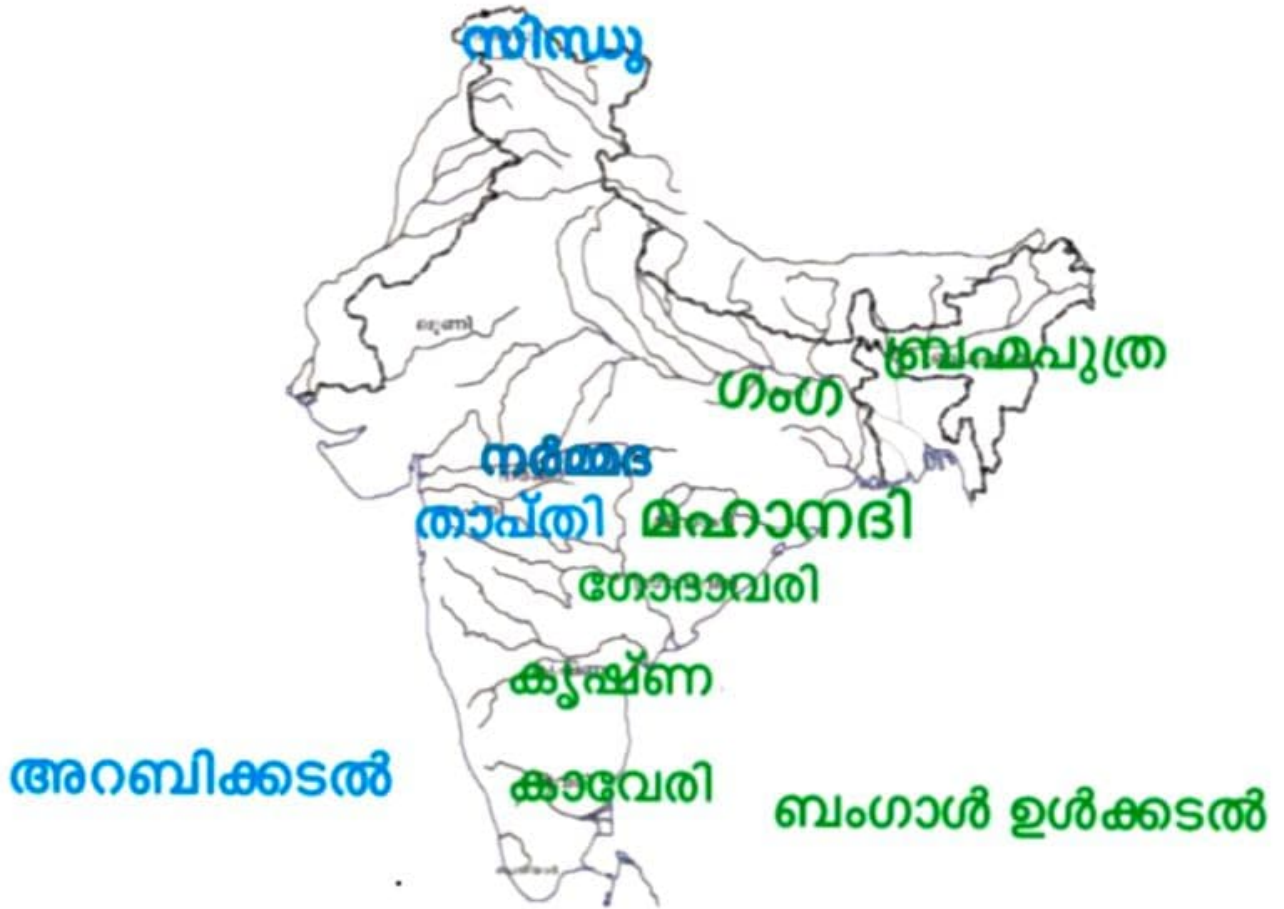 സിന്ധു
ലൂണി
ബ്രഹ്മപുത്ര
ഗംഗ
നർമ്മദ
താപ്തി മഹാനദി
ഗോദാവരി
കൃഷ്ണ
അറബിക്കടൽ
കാവേരി
ബംഗാൾ ഉൾക്കടൽ